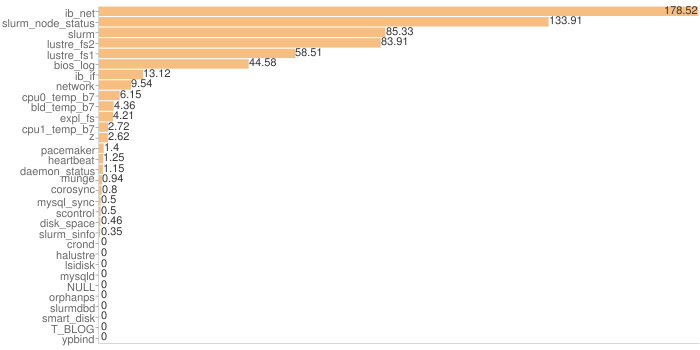 ib_net 178.52
slurm_node_status 133.91
slurm 85.33
lustre_fs2 83.91
lustre_fs1 58.51
bios_log 44.58
ib_if 13.12
network 9.54
cpu0_temp_b7 6.15
bld_temp_b7 4.36
expl_fs 4.21
cpu1_temp_b7 2.72
z 2.62
pacemaker 1.4
heartbeat 1.25
daemon_status 1.15
munge 0.94
corosync 0.8
mysql_sync 0.5
scontrol 0.5
disk_space 0.46
slurm_sinfo 0.35
crond 0
halustre 0
lsidisk 0
mysqld 0
NULL 0
orphanps 0
slurmdbd 0
smart_disk 0
T_BLOG 0
ypbind 0